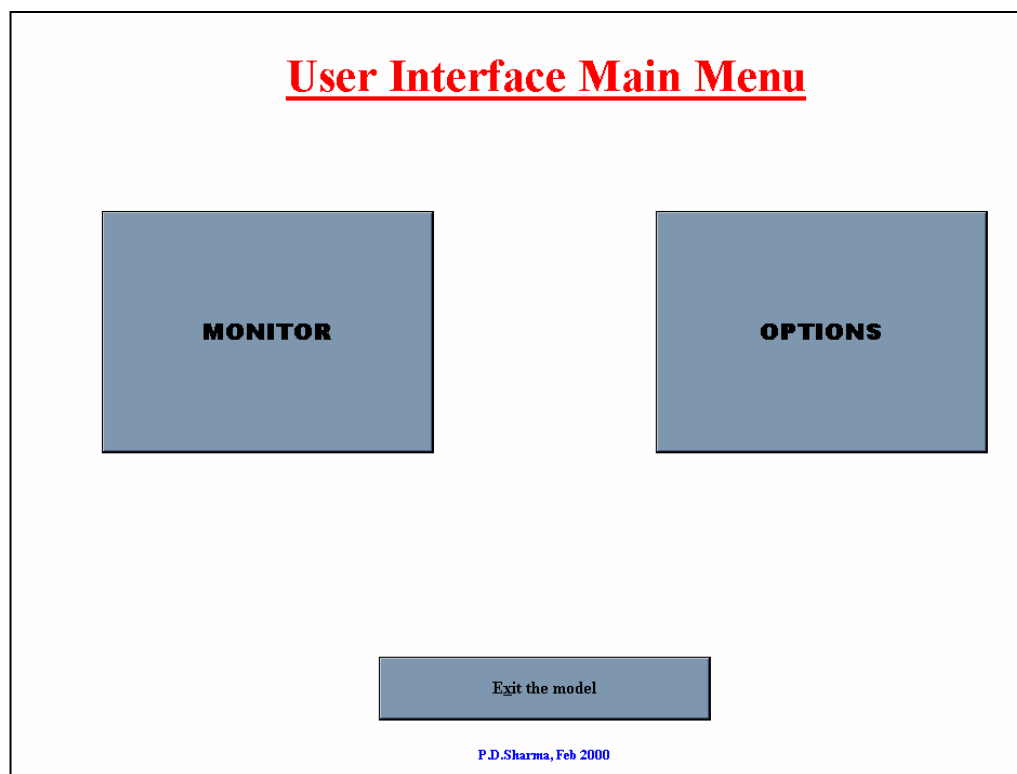 User Interface Main Menu
MONITOR
OPTIONS
Exit the model
P.D.Sharma, Feb 2000